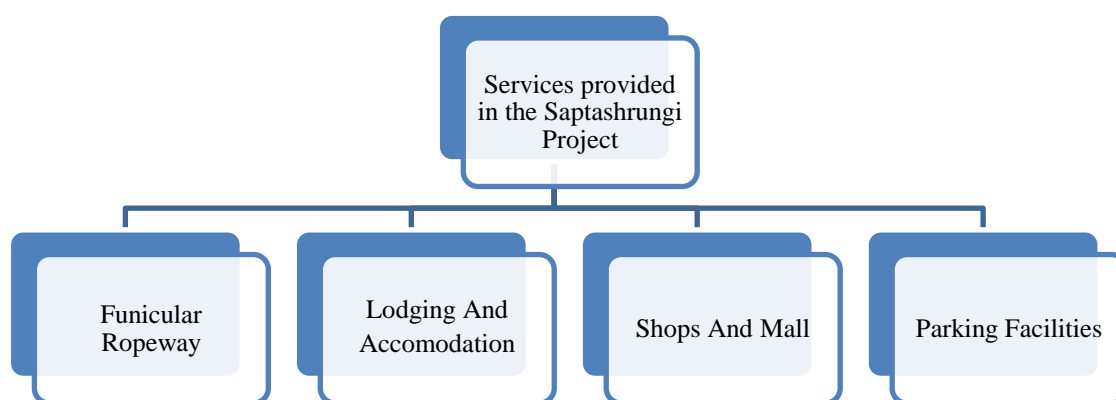 Services provided
in the Saptashrungi
Project
Funicular
Ropeway
Lodging And
Accomodation
Shops And Mall
Parking Facilities